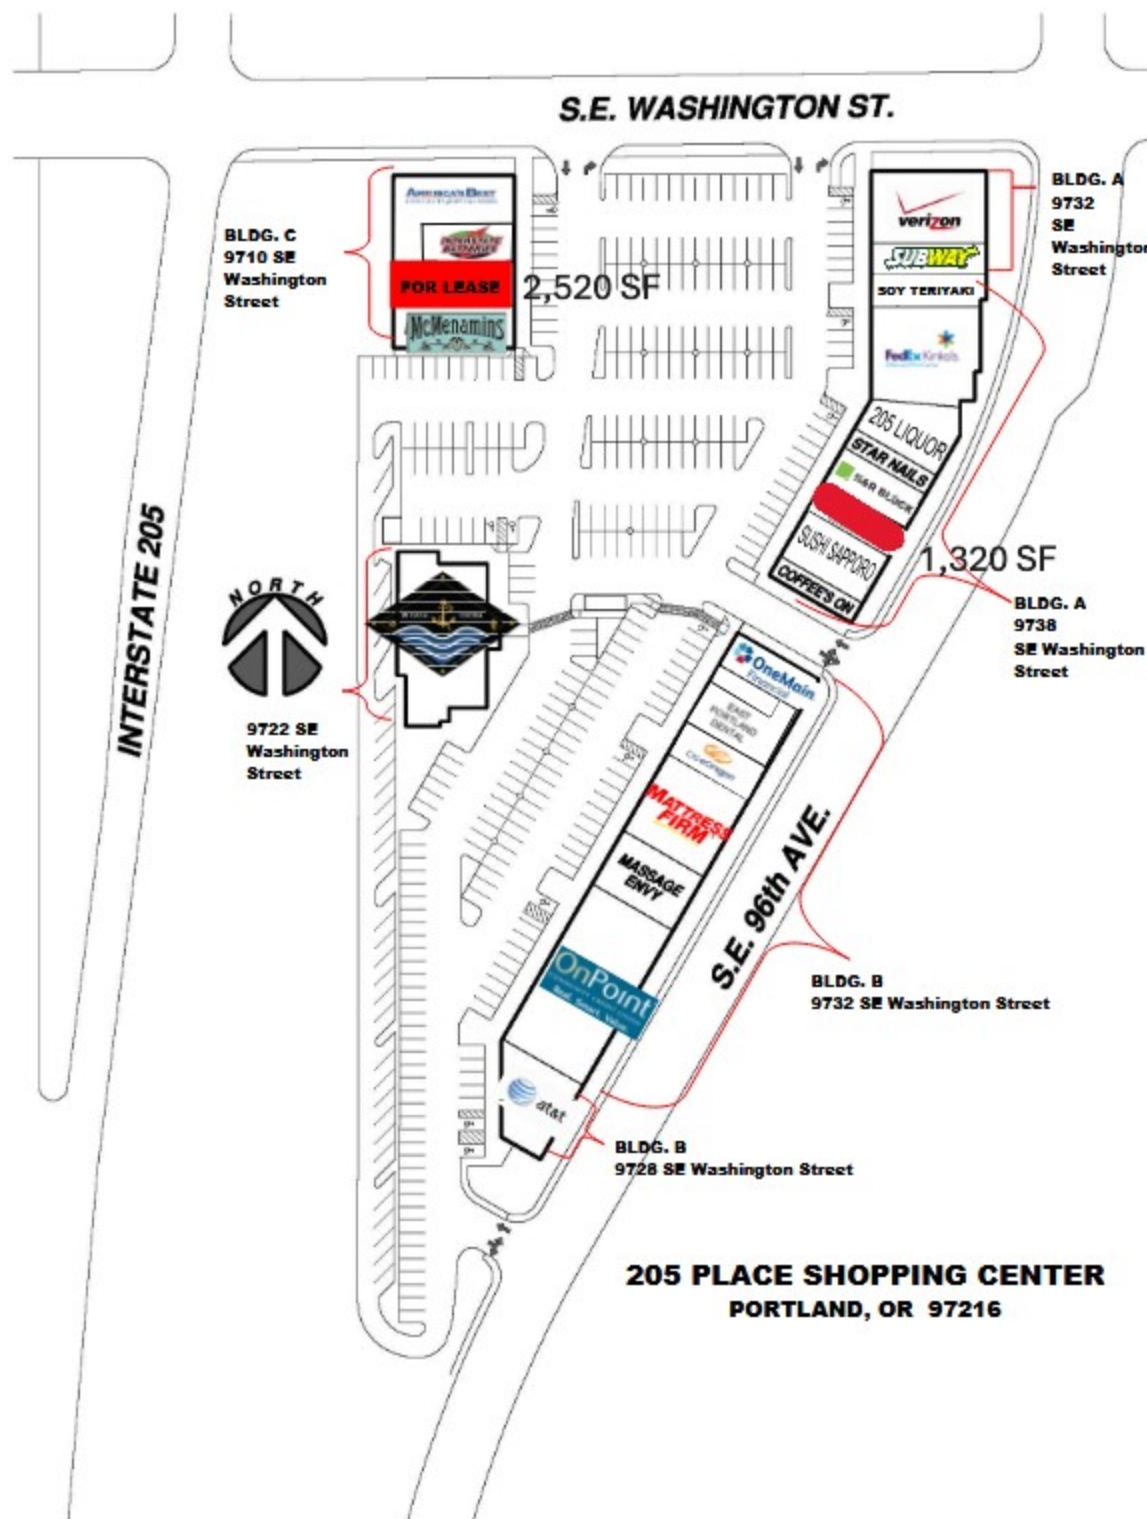 S.E. WASHINGTON ST.
BLDG. A
9732
SE
Washington
Street
BLDG. C
9710 SE
Washington
Street
AMERICA'S BEST
INTERSTATE
BATTERIES
FOR LEASE
2,520 SF
McMenamins
verizon
SUBWAY
SOY TERIYAKI
FedEx Kinko's
205 LIQUOR
STAR NAILS
H&R BLOCK
SUSHI SAPPORO
COFFEE'S ON
1,320 SF
BLDG. A
9738
SE Washington
Street
INTERSTATE 205
NORTH
9722 SE
Washington
Street
OneMain
Financial
EAST
PORTLAND
DENTAL
CareOregon
MATTRESS
FIRM
MASSAGE
ENVY
OnPoint
at&t
S.E. 96th AVE.
BLDG. B
9732 SE Washington Street
BLDG. B
9728 SE Washington Street
205 PLACE SHOPPING CENTER
PORTLAND, OR 97216